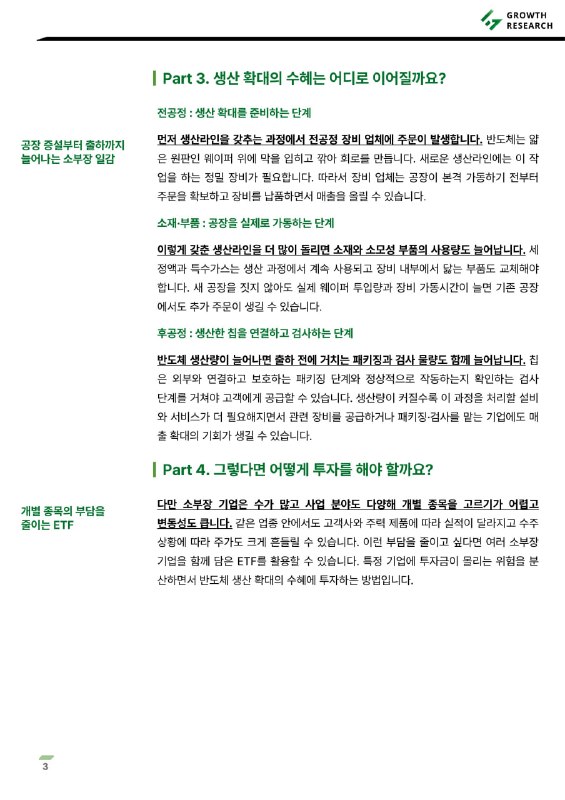 GROWTH
RESEARCH
Part 3. 생산 확대의 수혜는 어디로 이어질까요?
공장 증설부터 출하까지
늘어나는 소부장 일감
전공정 : 생산 확대를 준비하는 단계
먼저 생산라인을 갖추는 과정에서 전공정 장비 업체에 주문이 발생합니다. 반도체는 얇
은 원판인 웨이퍼 위에 막을 입히고 깎아 회로를 만듭니다. 새로운 생산라인에는 이 작
업을 하는 정밀 장비가 필요합니다. 따라서 장비 업체는 공장이 본격 가동하기 전부터
주문을 확보하고 장비를 납품하면서 매출을 올릴 수 있습니다.
소재·부품 : 공장을 실제로 가동하는 단계
이렇게 갖춘 생산라인을 더 많이 돌리면 소재와 소모성 부품의 사용량도 늘어납니다. 세
정액과 특수가스는 생산 과정에서 계속 사용되고 장비 내부에서 닳는 부품도 교체해야
합니다. 새 공장을 짓지 않아도 실제 웨이퍼 투입량과 장비 가동시간이 늘면 기존 공장
에서도 추가 주문이 생길 수 있습니다.
후공정 : 생산한 칩을 연결하고 검사하는 단계
반도체 생산량이 늘어나면 출하 전에 거치는 패키징과 검사 물량도 함께 늘어납니다. 칩
은 외부와 연결하고 보호하는 패키징 단계와 정상적으로 작동하는지 확인하는 검사
단계를 거쳐야 고객에게 공급할 수 있습니다. 생산량이 커질수록 이 과정을 처리할 설비
와 서비스가 더 필요해지면서 관련 장비를 공급하거나 패키징·검사를 맡는 기업에도 매
출 확대의 기회가 생길 수 있습니다.
Part 4. 그렇다면 어떻게 투자를 해야 할까요?
개별 종목의 부담을
줄이는 ETF
다만 소부장 기업은 수가 많고 사업 분야도 다양해 개별 종목을 고르기가 어렵고
변동성도 큽니다. 같은 업종 안에서도 고객사와 주력 제품에 따라 실적이 달라지고 수주
상황에 따라 주가도 크게 흔들릴 수 있습니다. 이런 부담을 줄이고 싶다면 여러 소부장
기업을 함께 담은 ETF를 활용할 수 있습니다. 특정 기업에 투자금이 몰리는 위험을 분
산하면서 반도체 생산 확대의 수혜에 투자하는 방법입니다.
3